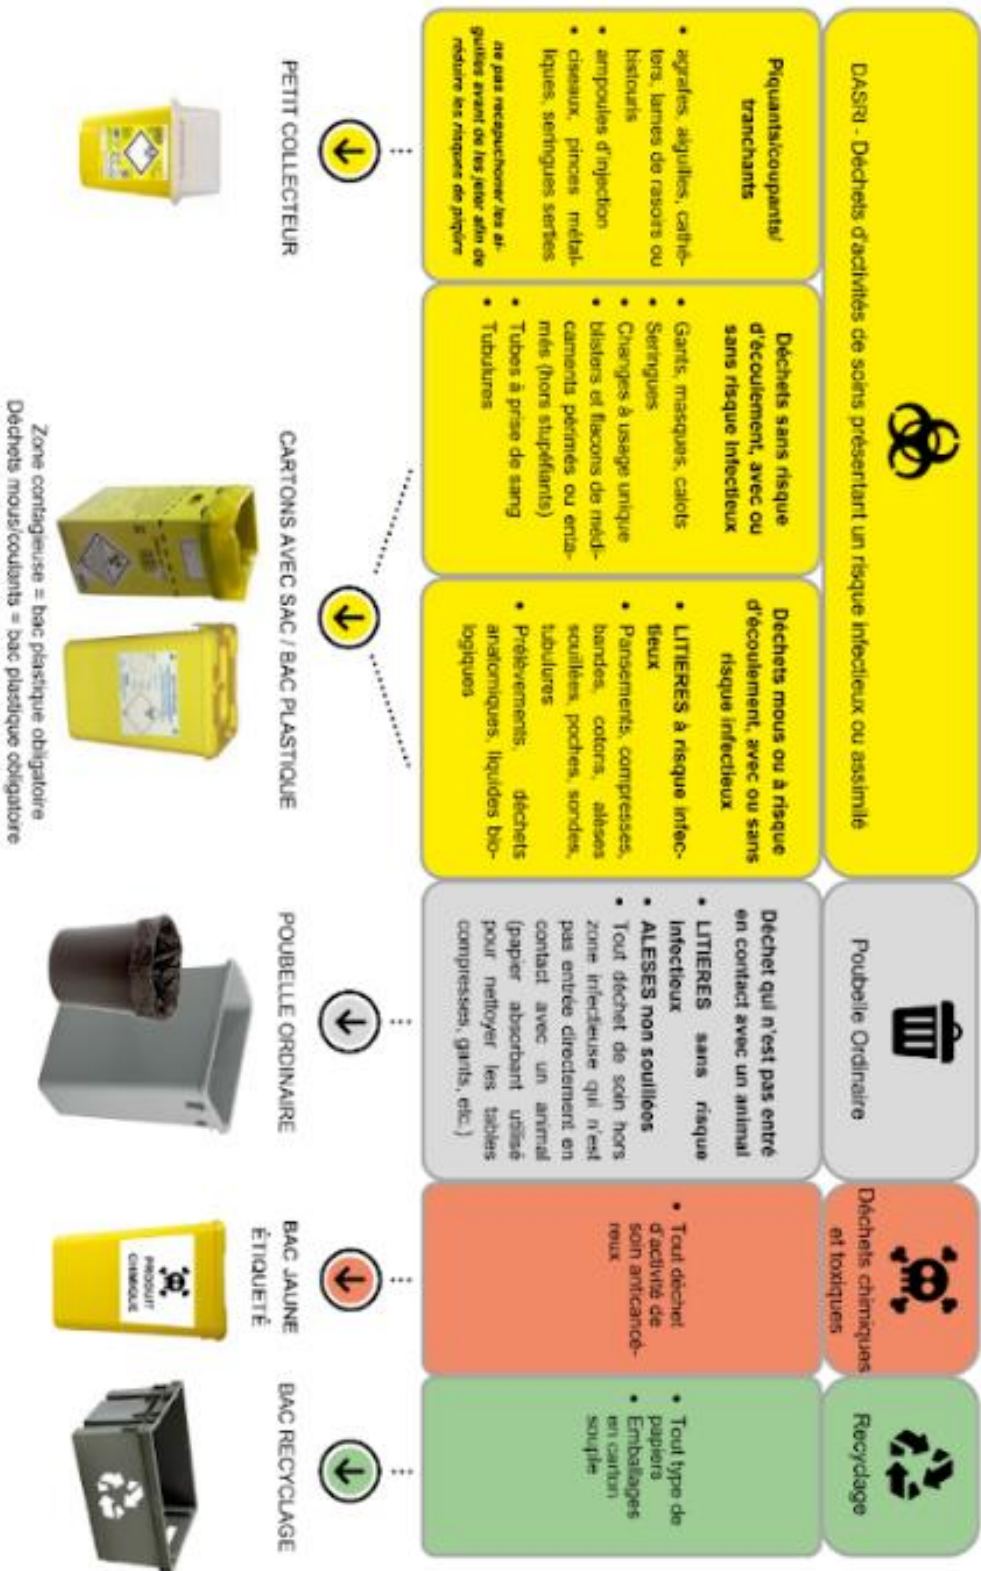 DASRI - Déchets d'activités de soins présentant un risque infectieux ou assimilé
Poubelle Ordinaire
Déchets chimiques
et toxiques
Recyclage
Piquants/coupants/
tranchants
• agrafes, aiguilles, cathé-
ters, lames de rasoirs ou
bistouris
• ampoules d'injection
• ciseaux, pinces métal-
liques, seringues serties
ne pas recapuchoner les ai-
guilles avant de les jeter afin de
réduire les risques de piqûre
Déchets sans risque
d'écoulement, avec ou
sans risque infectieux
• Gants, masques, calots
• Seringues
• Changes à usage unique
• blisters et flacons de médi-
caments périmés ou enta-
més (hors stupéfiants)
• Tubes à prise de sang
• Tubulures
Déchets mous ou à risque
d'écoulement, avec ou sans
risque infectieux
• LITIERES à risque infec-
tieux
• Pansements, compresses,
bandes, cotons, alèses
souillées, poches, sondes,
tubulures
• Prélèvements, déchets
anatomiques, liquides bio-
logiques
Déchet qui n'est pas entré
en contact avec un animal
• LITIERES sans risque
infectieux
• ALESES non souillées
• Tout déchet de soin hors
zone infectieuse qui n'est
pas entrée directement en
contact avec un animal
(papier absorbant utilisé
pour nettoyer les tables
compresses, gants, etc.)
• Tout déchet
d'activité de
soin anticancé-
reux
• Tout type de
papiers
• Emballages
en carton
souple
PETIT COLLECTEUR
CARTONS AVEC SAC / BAC PLASTIQUE
POUBELLE ORDINAIRE
BAC JAUNE
ÉTIQUETÉ
BAC RECYCLAGE
PRODUIT
CHIMIQUE
Zone contagieuse = bac plastique obligatoire
Déchets mous/coulants = bac plastique obligatoire